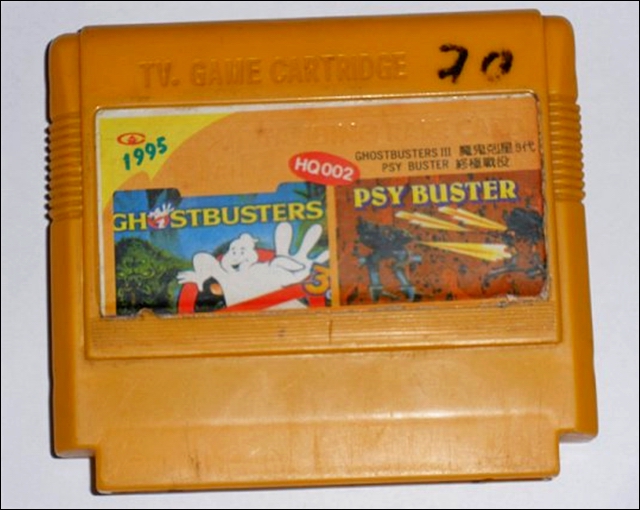 TV. GAME CARTRIDGE
20
1995
HQ002
GHOSTBUSTERS III 魔鬼剋星3代
PSY BUSTER 終極戰役
GHOSTBUSTERS
3
PSY BUSTER